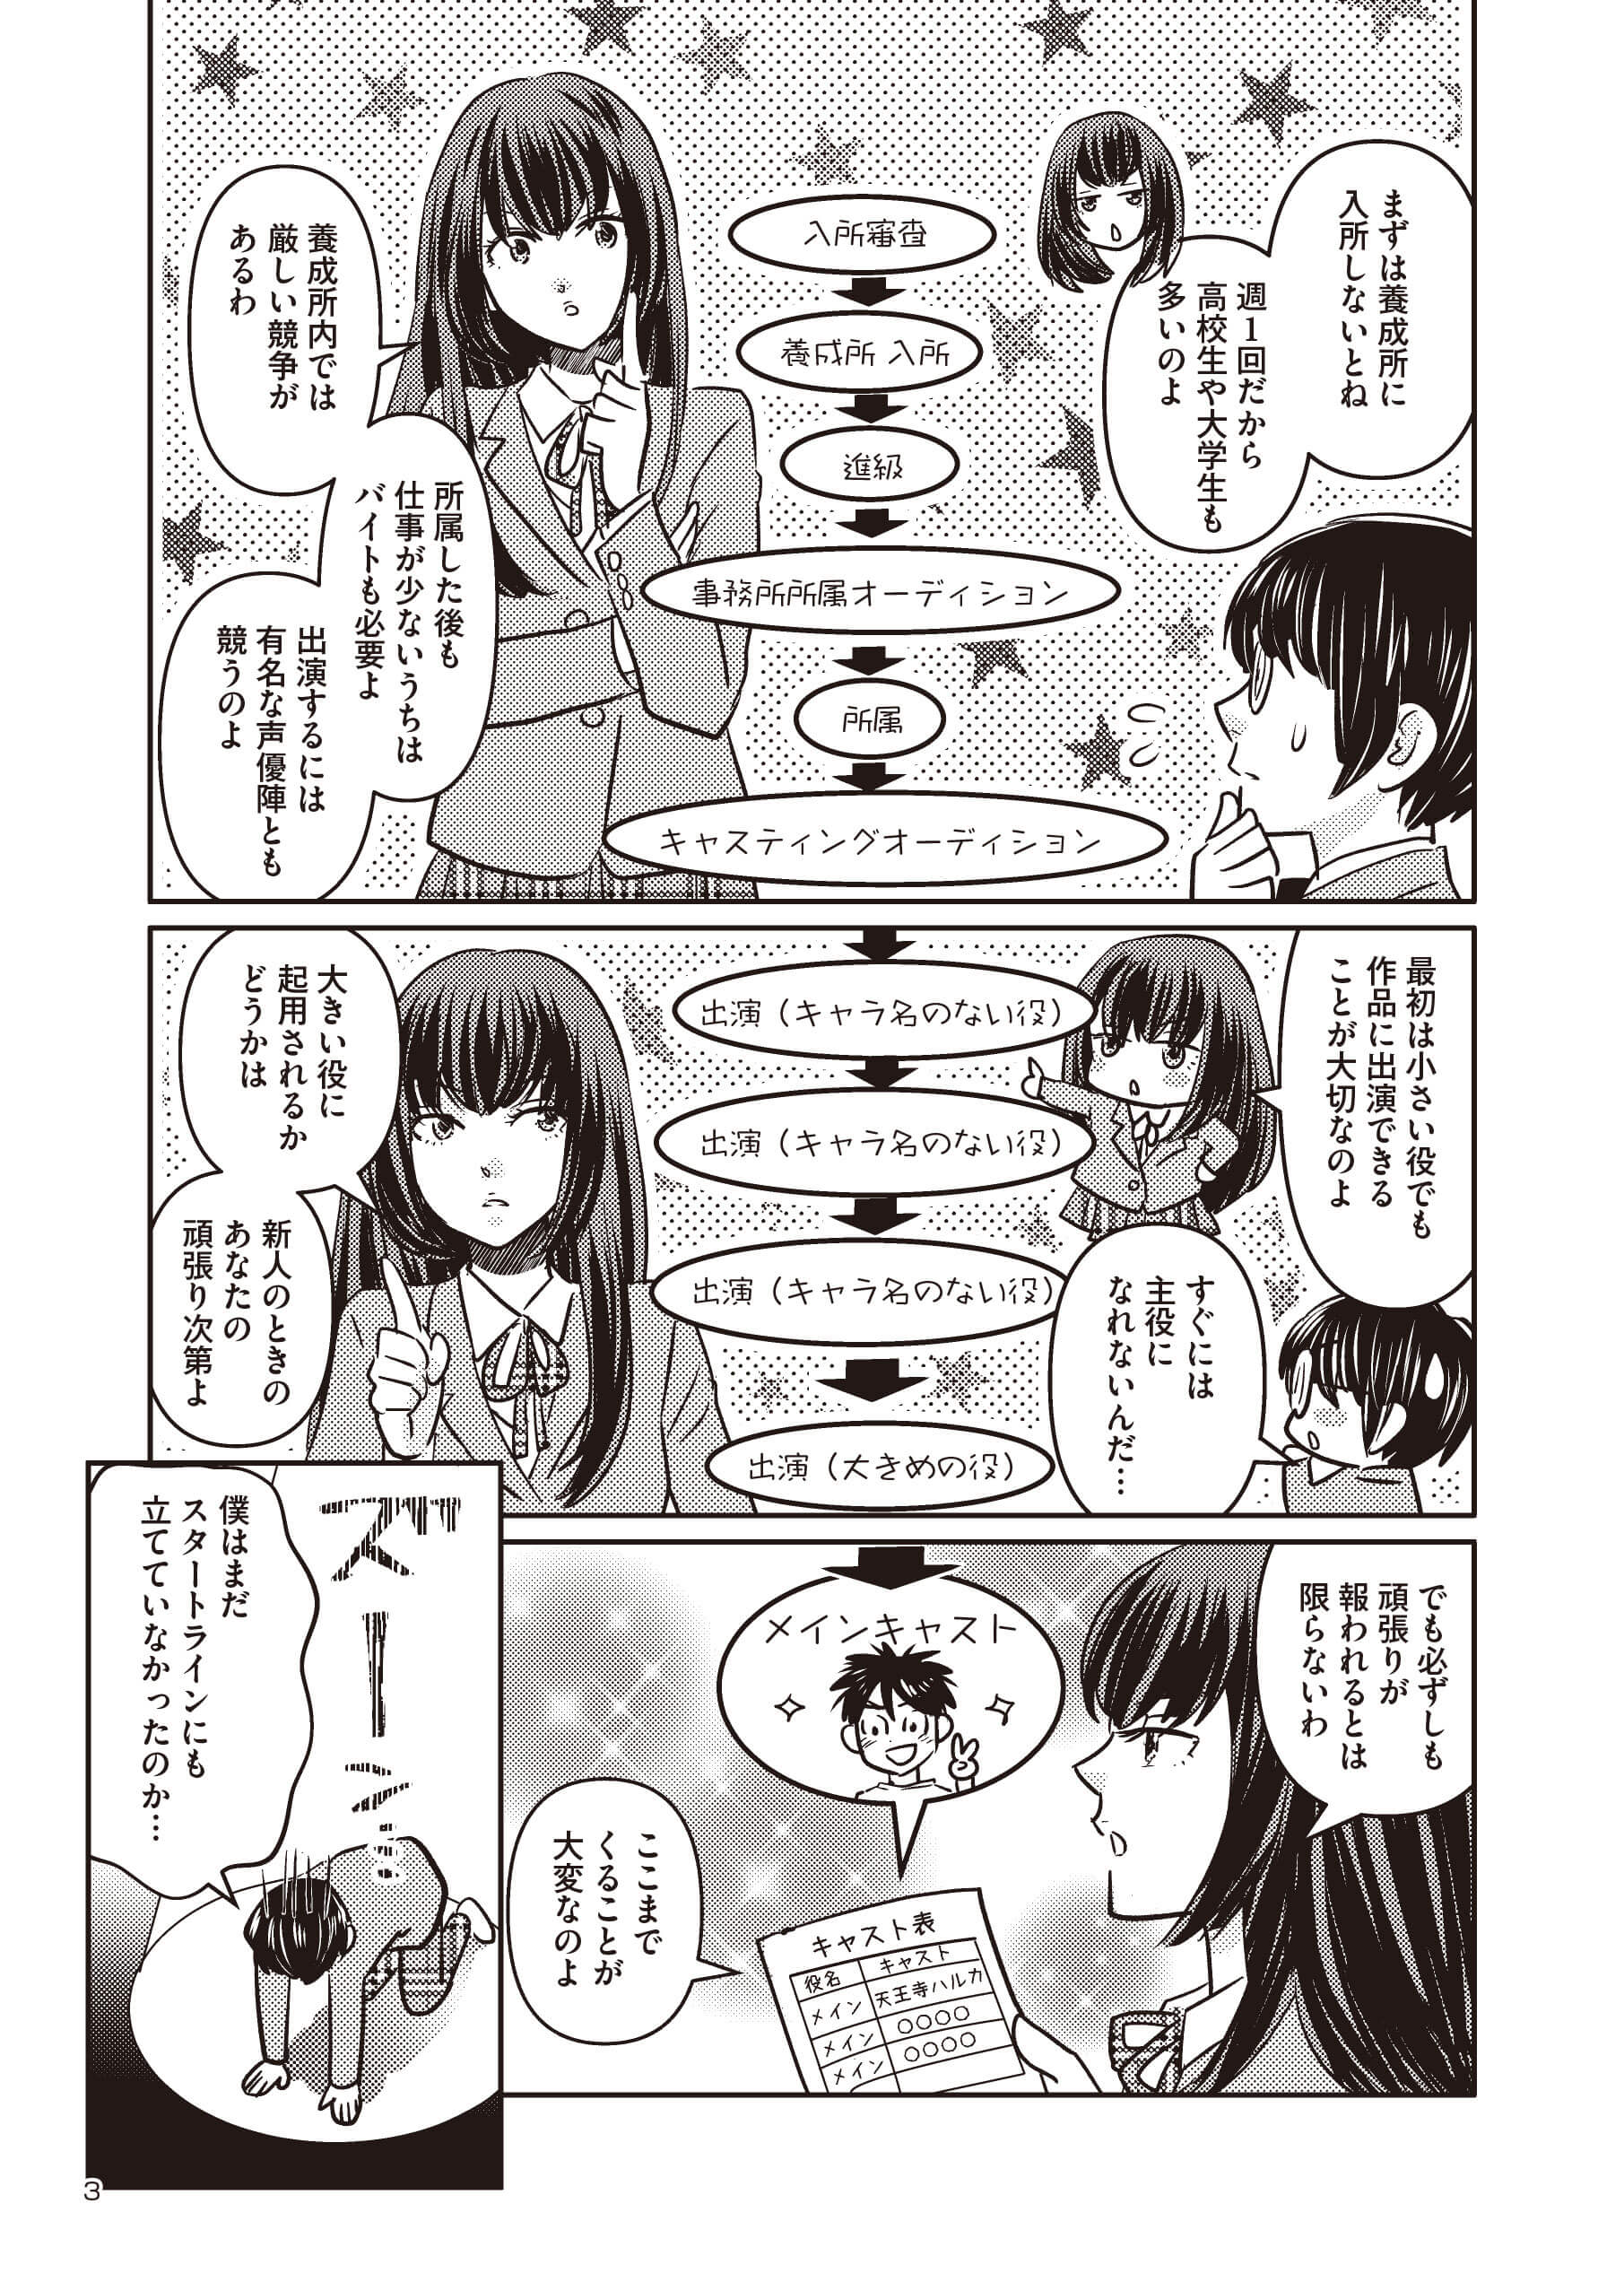 まずは養成所に
入所しないとね
週1回だから
高校生や大学生も
多いのよ
入所審査
養成所 入所
進級
事務所所属オーディション
所属
キャスティングオーディション
養成所内では
厳しい競争が
あるわ
所属した後も
仕事が少ないうちは
バイトも必要よ
出演するには
有名な声優陣とも
競うのよ
最初は小さい役でも
作品に出演できる
ことが大切なのよ
すぐには
主役に
なれないんだ…
出演（キャラ名のない役）
出演（キャラ名のない役）
出演（キャラ名のない役）
出演（大きめの役）
大きい役に
起用されるか
どうかは
新人のときの
あなたの
頑張り次第よ
でも必ずしも
頑張りが
報われるとは
限らないわ
メインキャスト
キャスト表
役名 キャスト
メイン 天王寺ハルカ
メイン ○○○○
メイン ○○○○
ここまで
くることが
大変なのよ
ズーン
僕はまだ
スタートラインにも
立てていなかったのか…
3